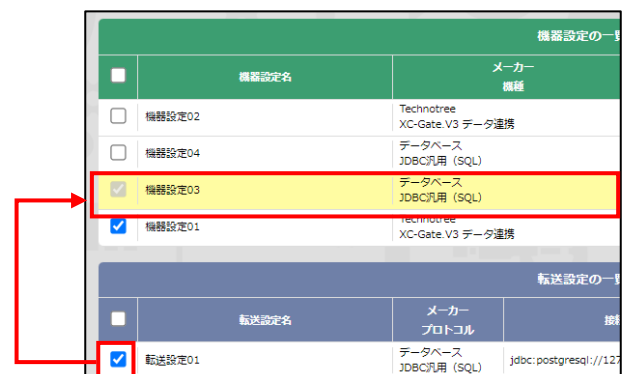 機器設定の一覧
機器設定名
メーカー
機種
機器設定02
Technotree
XC-Gate.V3 データ連携
機器設定04
データベース
JDBC汎用（SQL）
機器設定03
データベース
JDBC汎用（SQL）
機器設定01
Technotree
XC-Gate.V3 データ連携
転送設定の一覧
転送設定名
メーカー
プロトコル
接
転送設定01
データベース
JDBC汎用（SQL）
jdbc:postgresql://127